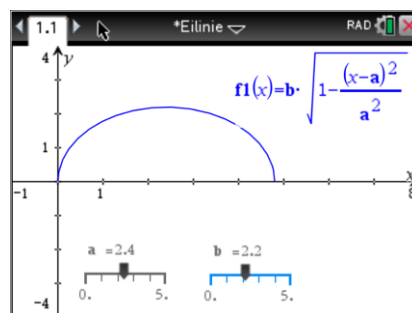 1.1 *Eilinie RAD
4 y
f1(x)=b·√1-(x-a)²/a²
1
-1 1 x 8
a =2.4 b =2.2
0. 5. 0. 5.
-4